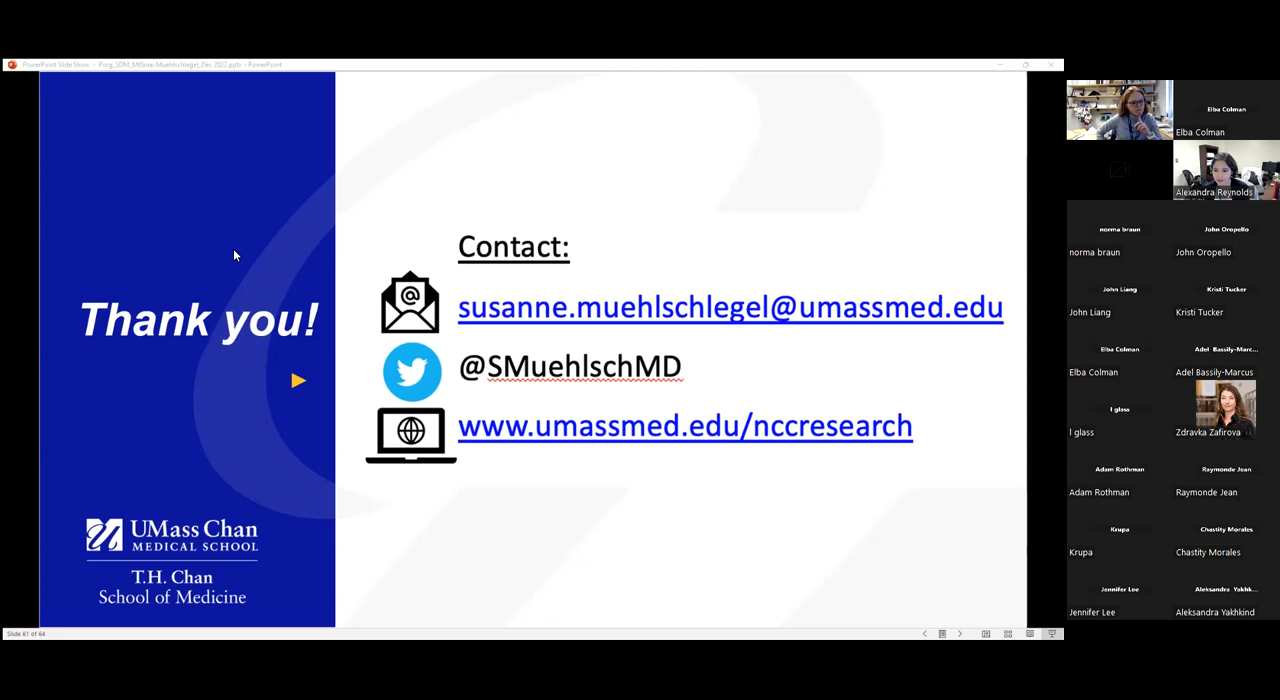 PowerPoint Slide Show - Prog_SDM_MtSinai Muehlschlegel_Dec 2022.pptx - PowerPoint
Thank you!
Contact:
susanne.muehlschlegel@umassmed.edu
@SMuehlschMD
www.umassmed.edu/nccresearch
UMass Chan
MEDICAL SCHOOL
T.H. Chan
School of Medicine
Slide 61 of 64
Elba Colman
Elba Colman
Alexandra Reynolds
norma braun
John Oropello
norma braun
John Oropello
John Liang
Kristi Tucker
John Liang
Kristi Tucker
Elba Colman
Adel Bassily-Marc...
Elba Colman
Adel Bassily-Marcus
l glass
l glass
Zdravka Zafirova
Adam Rothman
Raymonde Jean
Adam Rothman
Raymonde Jean
Krupa
Chastity Morales
Krupa
Chastity Morales
Jennifer Lee
Aleksandra Yakhk...
Jennifer Lee
Aleksandra Yakhkind